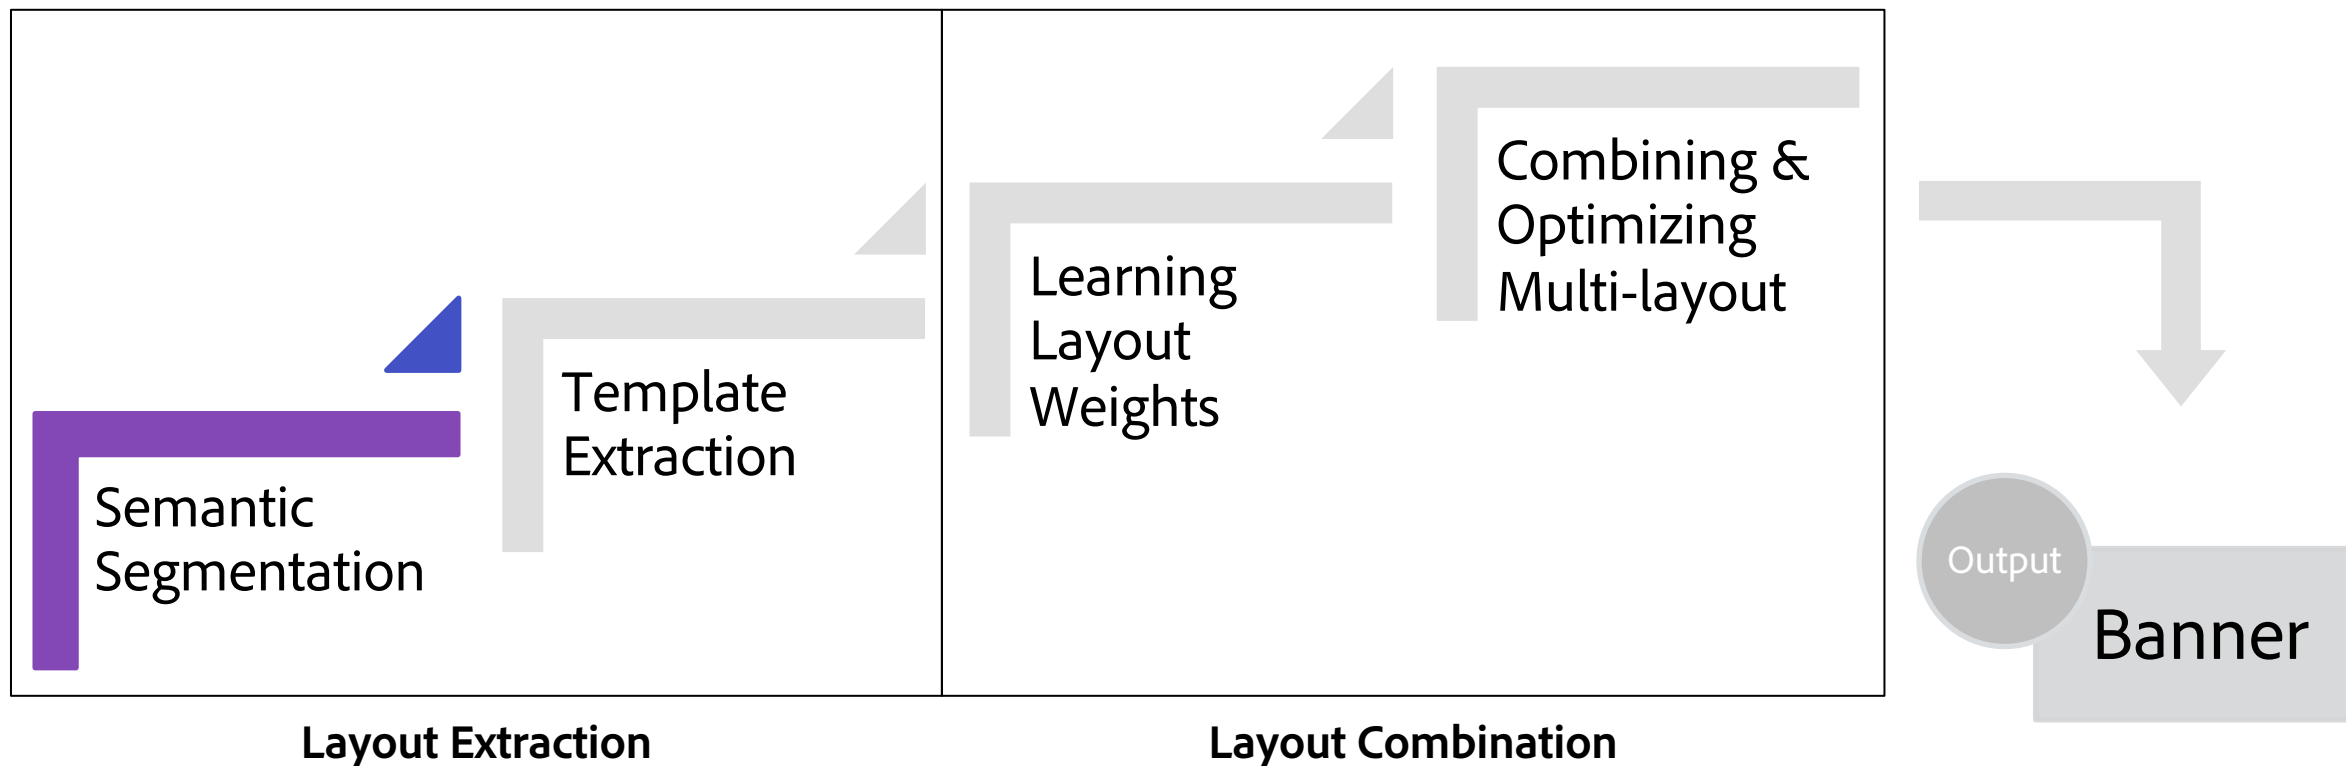 Semantic
Segmentation
Template
Extraction
Learning
Layout
Weights
Combining &
Optimizing
Multi-layout
Output
Banner
Layout Extraction
Layout Combination